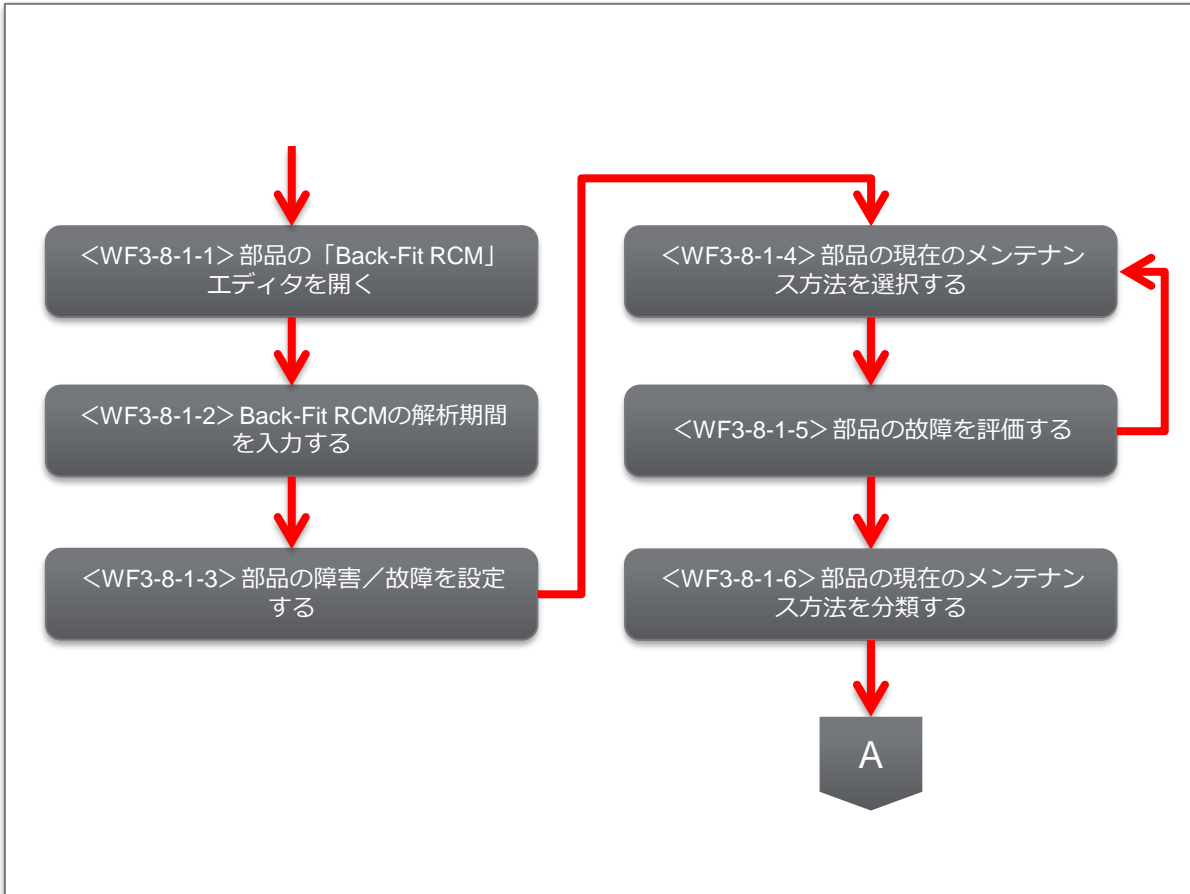 <WF3-8-1-1>部品の「Back-Fit RCM」
エディタを開く
<WF3-8-1-2>Back-Fit RCMの解析期間
を入力する
<WF3-8-1-3>部品の障害／故障を設定
する
<WF3-8-1-4>部品の現在のメンテナン
ス方法を選択する
<WF3-8-1-5>部品の故障を評価する
<WF3-8-1-6>部品の現在のメンテナン
ス方法を分類する
A